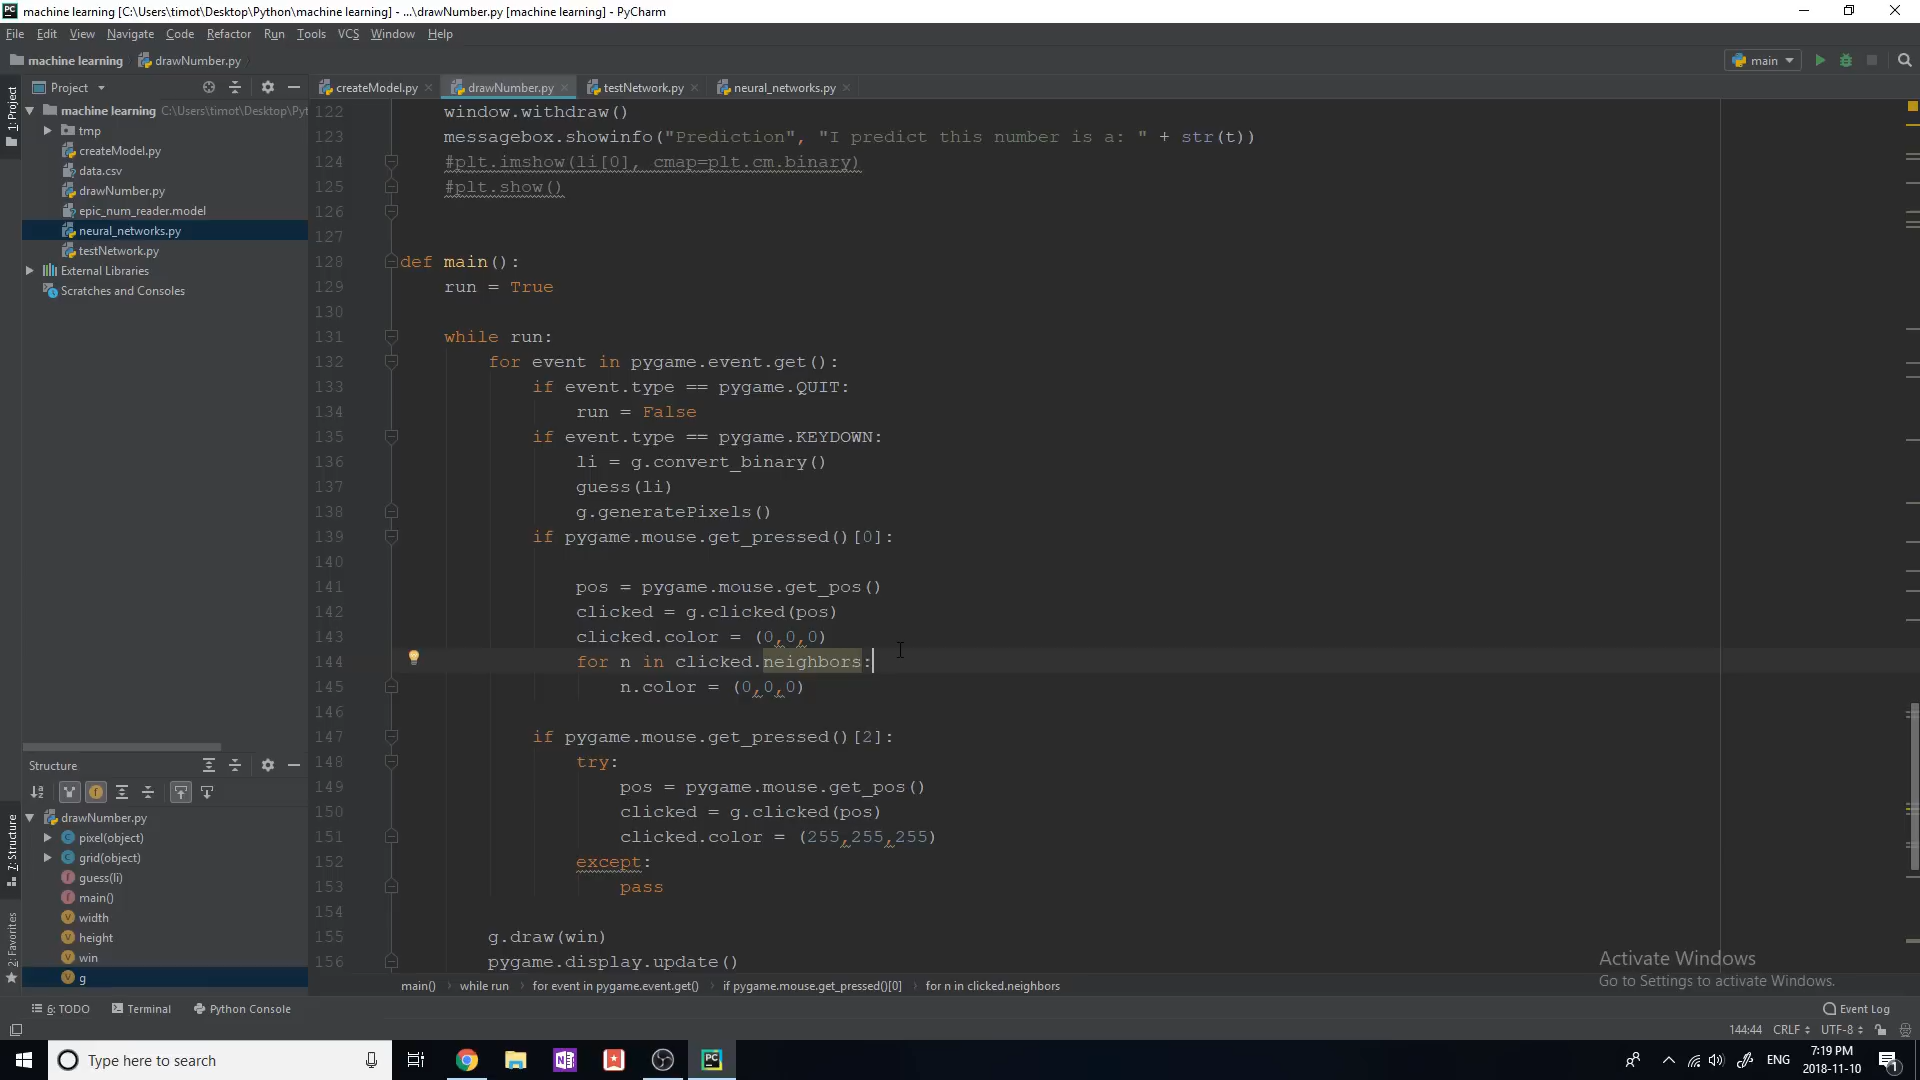 machine learning [C:\Users\timot\Desktop\Python\machine learning] - ...\drawNumber.py [machine learning] - PyCharm
File Edit View Navigate Code Refactor Run Tools VCS Window Help
machine learning drawNumber.py main
Project createModel.py drawNumber.py testNetwork.py neural_networks.py
1: Project
machine learning C:\Users\timot\Desktop\Pyt
tmp
createModel.py
data.csv
drawNumber.py
epic_num_reader.model
neural_networks.py
testNetwork.py
External Libraries
Scratches and Consoles
122 window.withdraw()
123 messagebox.showinfo("Prediction", "I predict this number is a: " + str(t))
124 #plt.imshow(li[0], cmap=plt.cm.binary)
125 #plt.show()
126
127
128 def main():
129 run = True
130
131 while run:
132 for event in pygame.event.get():
133 if event.type == pygame.QUIT:
134 run = False
135 if event.type == pygame.KEYDOWN:
136 li = g.convert_binary()
137 guess(li)
138 g.generatePixels()
139 if pygame.mouse.get_pressed()[0]:
140
141 pos = pygame.mouse.get_pos()
142 clicked = g.clicked(pos)
143 clicked.color = (0,0,0)
144 for n in clicked.neighbors:
145 n.color = (0,0,0)
146
147 if pygame.mouse.get_pressed()[2]:
148 try:
149 pos = pygame.mouse.get_pos()
150 clicked = g.clicked(pos)
151 clicked.color = (255,255,255)
152 except:
153 pass
154
155 g.draw(win)
156 pygame.display.update()
Structure
7: Structure
2: Favorites
drawNumber.py
pixel(object)
grid(object)
guess(li)
main()
width
height
win
g
Activate Windows
Go to Settings to activate Windows.
main() while run for event in pygame.event.get() if pygame.mouse.get_pressed()[0] for n in clicked.neighbors
6: TODO Terminal Python Console Event Log
144:44 CRLF UTF-8
Type here to search
ENG
7:19 PM
2018-11-10